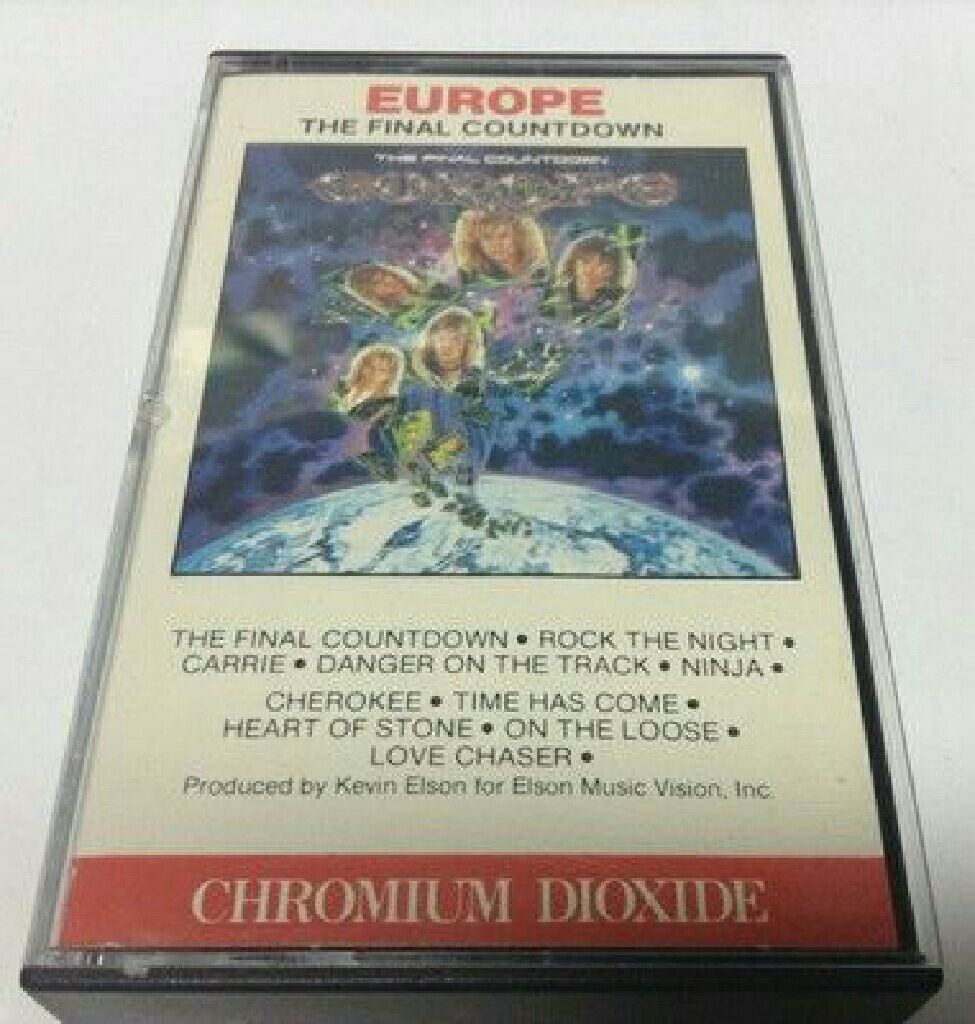 EUROPE
THE FINAL COUNTDOWN
THE FINAL COUNTDOWN
EUROPE
THE FINAL COUNTDOWN • ROCK THE NIGHT •
CARRIE • DANGER ON THE TRACK • NINJA •
CHEROKEE • TIME HAS COME •
HEART OF STONE • ON THE LOOSE •
LOVE CHASER •
Produced by Kevin Elson for Elson Music Vision, Inc.
CHROMIUM DIOXIDE